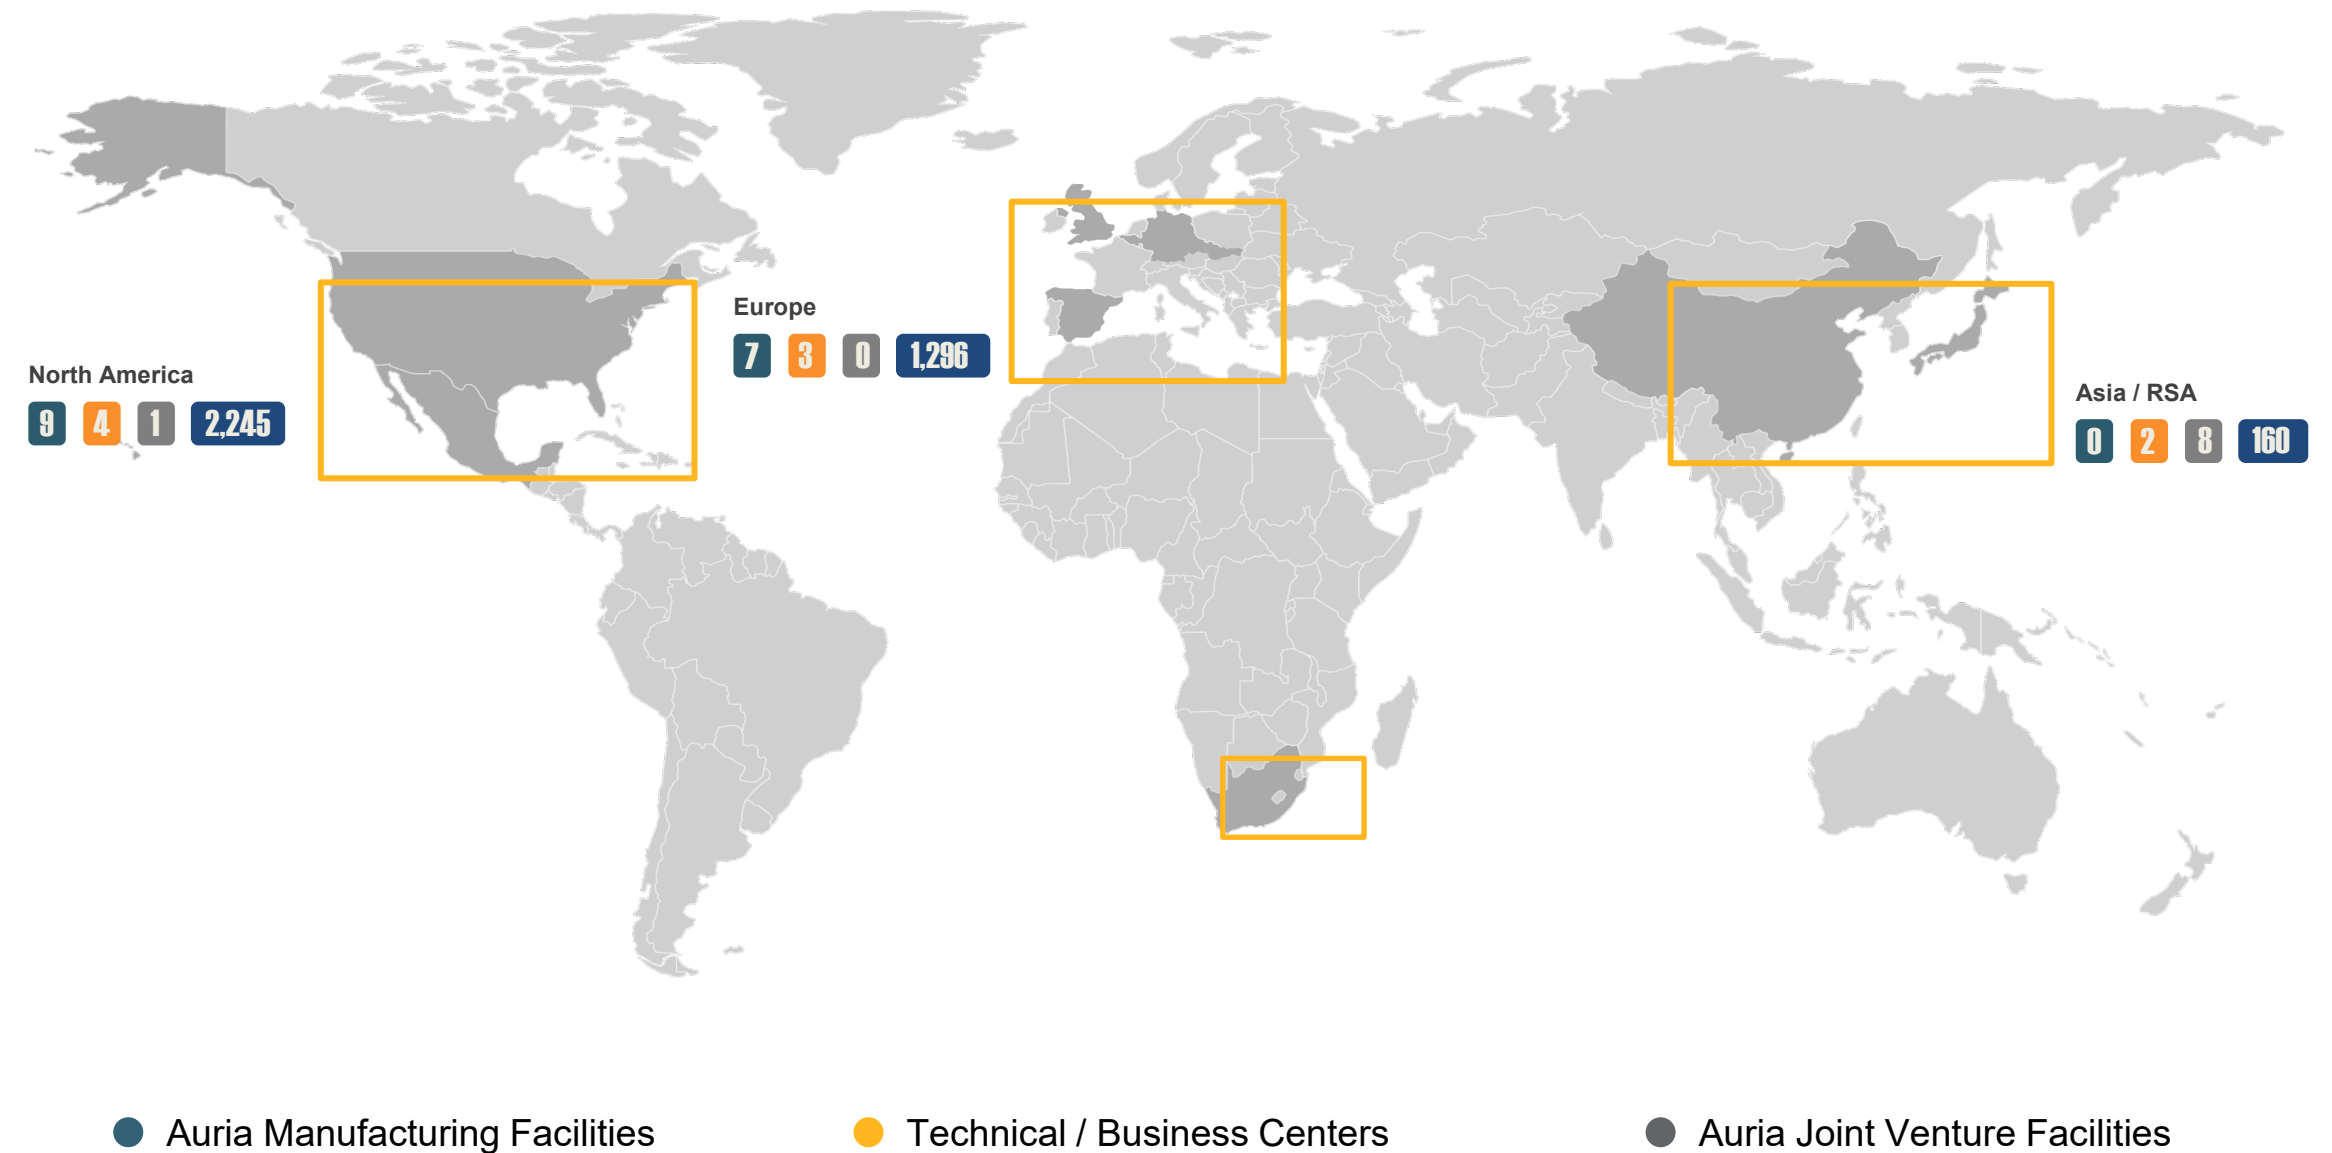 Europe
7 3 0 1,296
North America
9 4 1 2,245
Asia / RSA
0 2 8 160
Auria Manufacturing Facilities
Technical / Business Centers
Auria Joint Venture Facilities